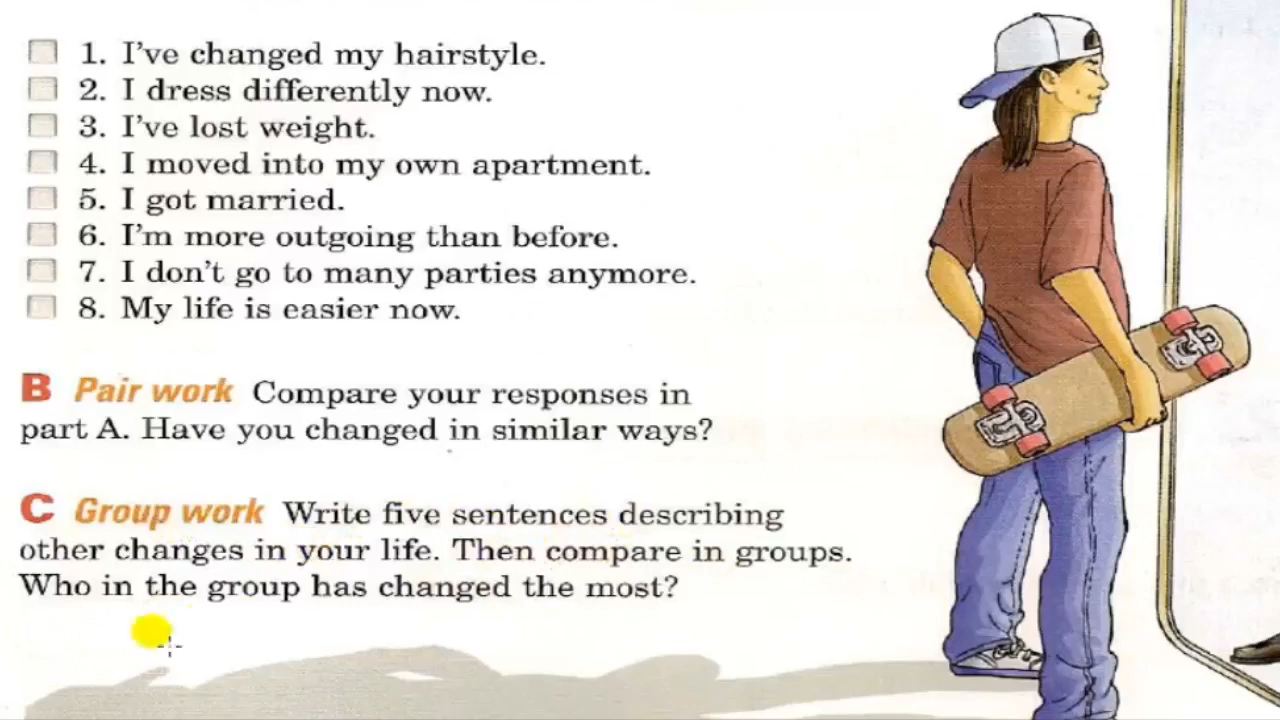 1. I've changed my hairstyle.
2. I dress differently now.
3. I've lost weight.
4. I moved into my own apartment.
5. I got married.
6. I'm more outgoing than before.
7. I don't go to many parties anymore.
8. My life is easier now.
B Pair work Compare your responses in
part A. Have you changed in similar ways?
C Group work Write five sentences describing
other changes in your life. Then compare in groups.
Who in the group has changed the most?